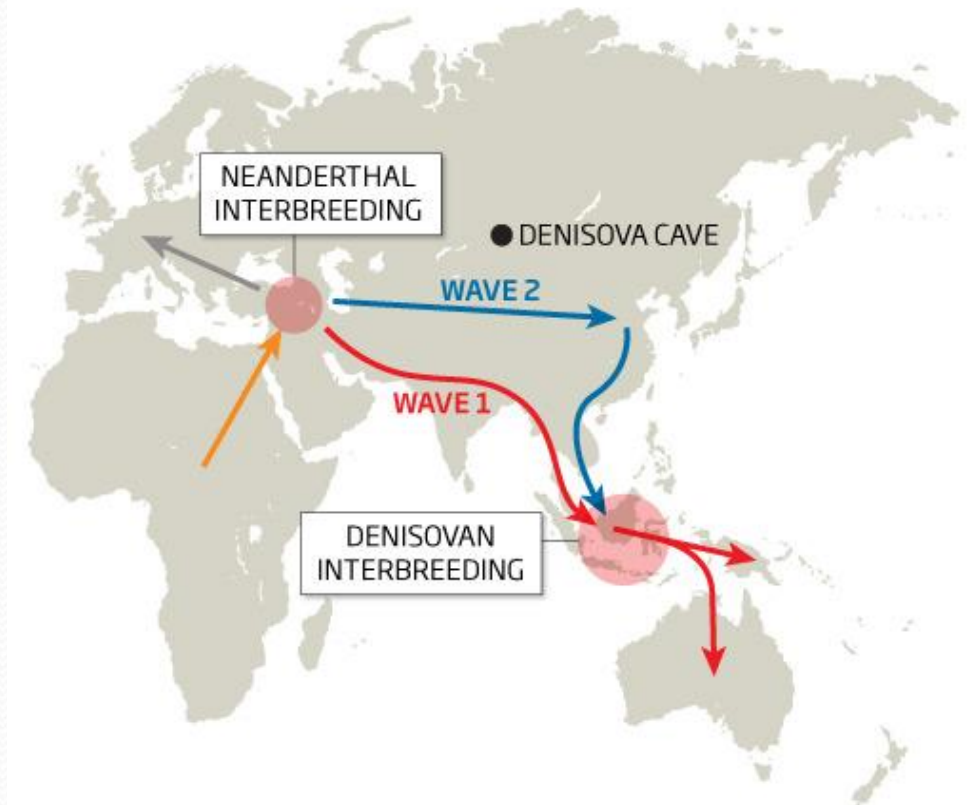 NEANDERTHAL
INTERBREEDING
DENISOVA CAVE
WAVE 2
WAVE 1
DENISOVAN
INTERBREEDING